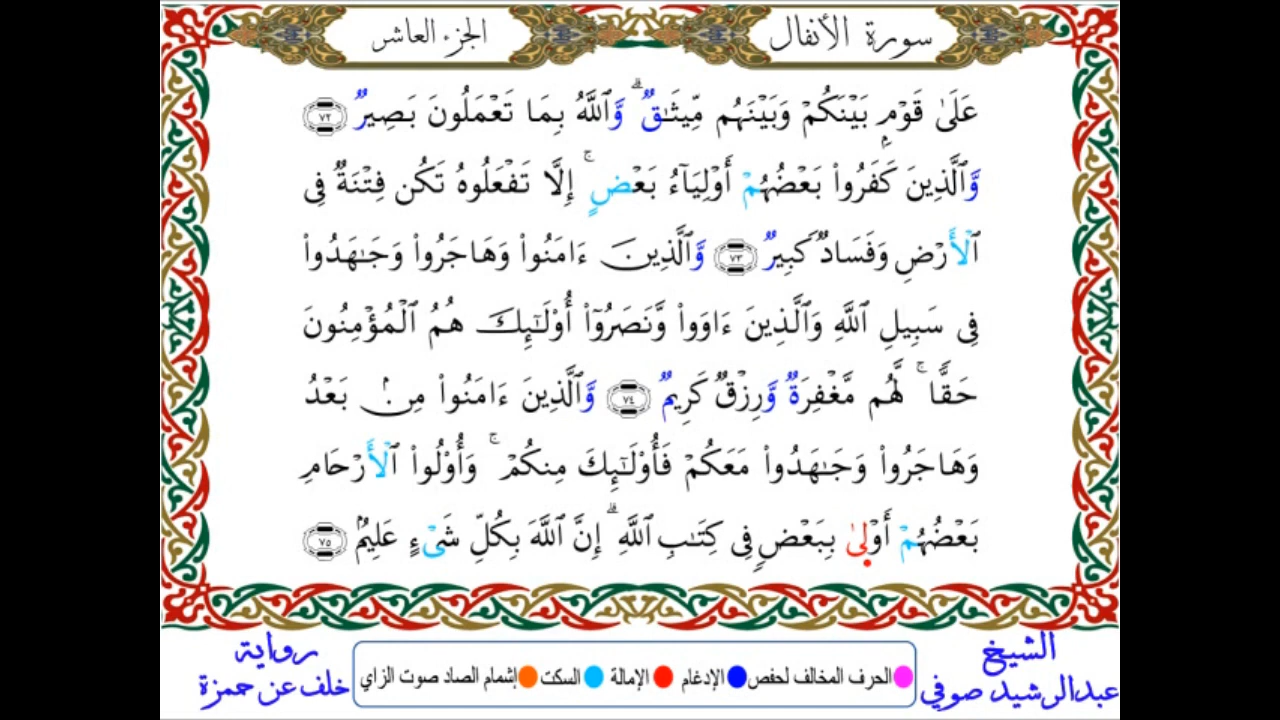 سورة الأنفال
الجزء العاشر
عَلَىٰ قَوْمِۭ بَيْنَكُمْ وَبَيْنَهُم مِّيثَٰقٌ ۗ وَّٱللَّهُ بِمَا تَعْمَلُونَ بَصِيرٌ ٧٢
وَّٱلَّذِينَ كَفَرُوا۟ بَعْضُهُمْ أَوْلِيَآءُ بَعْضٍ ۚ إِلَّا تَفْعَلُوهُ تَكُن فِتْنَةٌ فِى
ٱلْأَرْضِ وَفَسَادٌ كَبِيرٌ ٧٣ وَّٱلَّذِينَ ءَامَنُوا۟ وَهَاجَرُوا۟ وَجَٰهَدُوا۟
فِى سَبِيلِ ٱللَّهِ وَٱلَّذِينَ ءَاوَوا۟ وَّنَصَرُوٓا۟ أُو۟لَٰٓئِكَ هُمُ ٱلْمُؤْمِنُونَ
حَقًّا ۚ لَّهُم مَّغْفِرَةٌ وَّرِزْقٌ كَرِيمٌ ٧٤ وَّٱلَّذِينَ ءَامَنُوا۟ مِنۢ بَعْدُ
وَهَاجَرُوا۟ وَجَٰهَدُوا۟ مَعَكُمْ فَأُو۟لَٰٓئِكَ مِنكُمْ ۚ وَأُو۟لُوا۟ ٱلْأَرْحَامِ
بَعْضُهُمْ أَوْلَىٰ بِبَعْضٍ فِى كِتَٰبِ ٱللَّهِ ۗ إِنَّ ٱللَّهَ بِكُلِّ شَىْءٍ عَلِيمٌۢ ٧٥
الشيخ
عبدالرشيد صوفي
الحرف المخالف لحفص الإدغام الإمالة السكت إشمام الصاد صوت الزاي
رواية
خلف عن حمزة